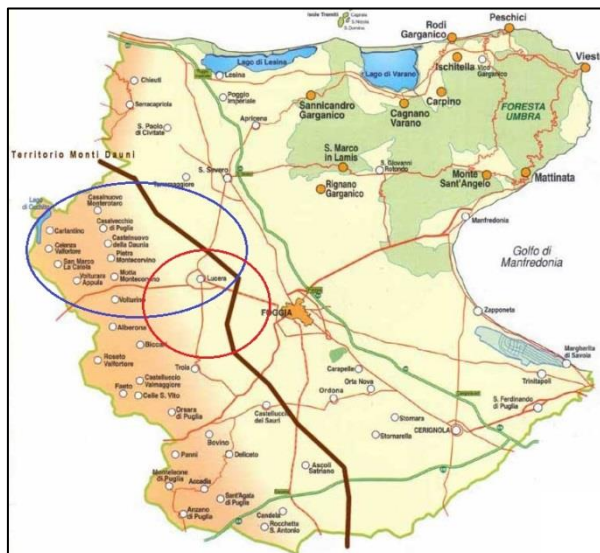 Isole Tremiti
Rodi
Garganico
Peschici
Lago di Lesina
Lago di Varano
Ischitella
Vico
Garganico
Vieste
Chieuti
Lesina
Serracapriola
Poggio
Imperiale
Sannicandro
Garganico
Cagnano
Varano
Carpino
FORESTA
UMBRA
S. Paolo
di Civitate
Apricena
S. Marco
in Lamis
S. Giovanni
Rotondo
Monte
Sant'Angelo
Mattinata
Territorio Monti Dauni
S. Severo
Rignano
Garganico
Manfredonia
Casalnuovo
Monterotaro
Carlantino
Casalvecchio
di Puglia
Castelnuovo
della Daunia
Celenza
Valfortore
Pietra
Montecorvino
San Marco
La Catola
Motta
Montecorvino
Volturara
Appula
Volturino
Lucera
Golfo di
Manfredonia
FOGGIA
Zapponeta
Alberona
Biccari
Margherita
di Savoia
Roseto
Valfortore
Troia
Carapelle
Orta Nova
Trinitapoli
Castelluccio
Valmaggiore
Faeto
Celle S. Vito
Ordona
S. Ferdinando
di Puglia
Orsara
di Puglia
Castelluccio
dei Sauri
Stornara
Stornarella
CERIGNOLA
Bovino
Panni
Deliceto
Ascoli
Satriano
Monteleone
di Puglia
Accadia
Sant'Agata
di Puglia
Anzano
di Puglia
Candela
Rocchetta
S. Antonio